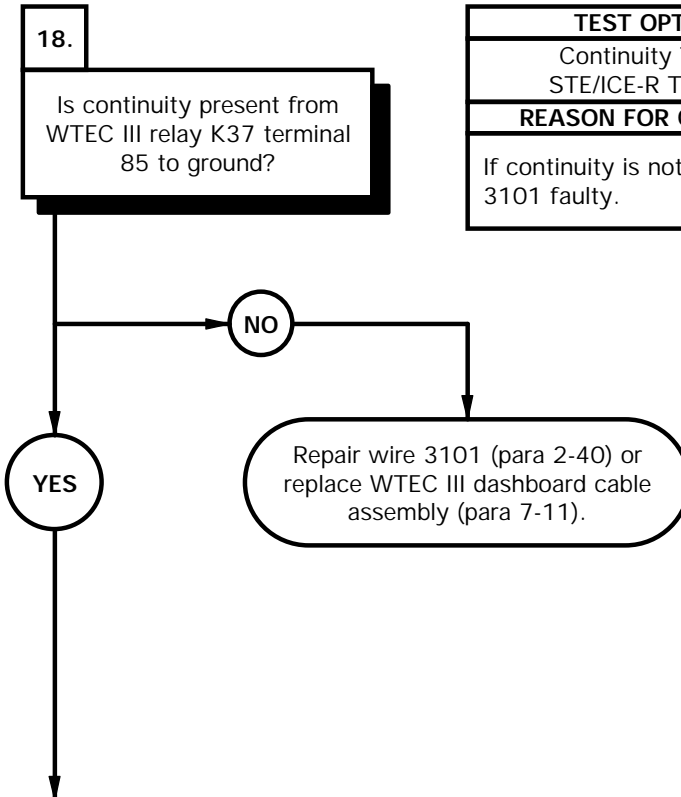 18.
Is continuity present from
WTEC III relay K37 terminal
85 to ground?
TEST OPT
Continuity
STE/ICE-R T
REASON FOR
If continuity is not
3101 faulty.
NO
YES
Repair wire 3101 (para 2-40) or
replace WTEC III dashboard cable
assembly (para 7-11).